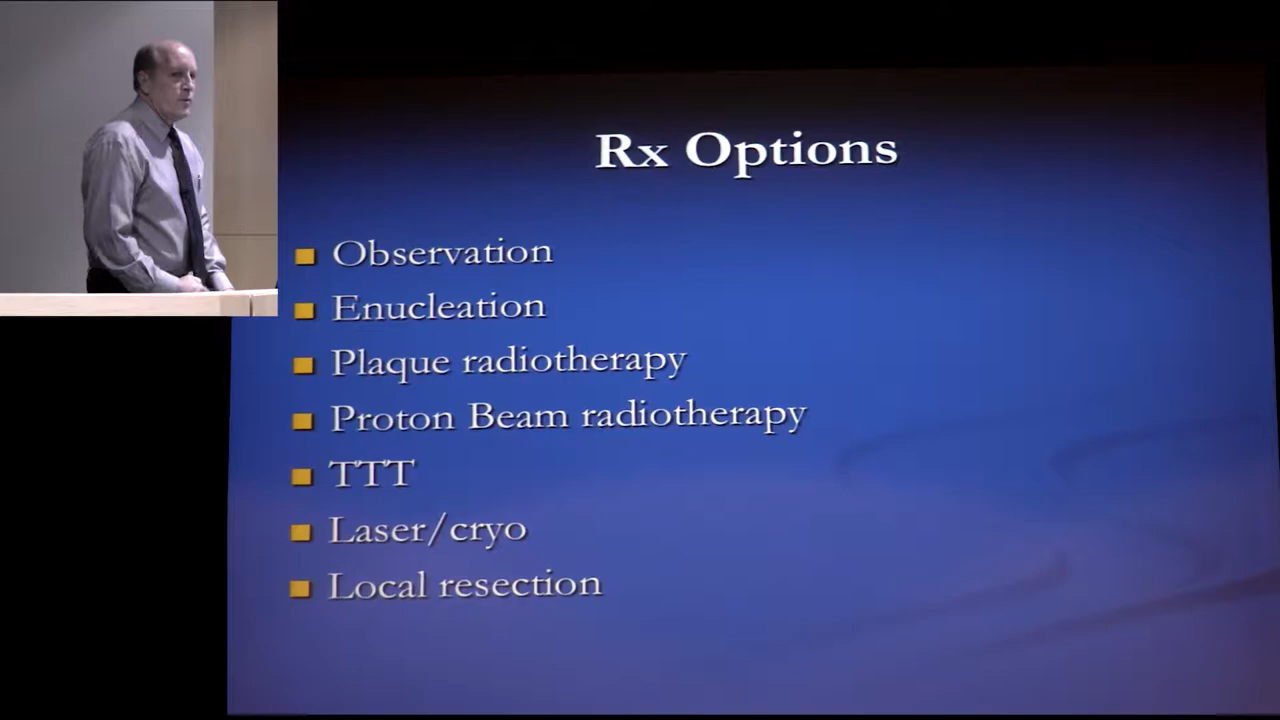 Rx Options
Observation
Enucleation
Plaque radiotherapy
Proton Beam radiotherapy
TTT
Laser/cryo
Local resection